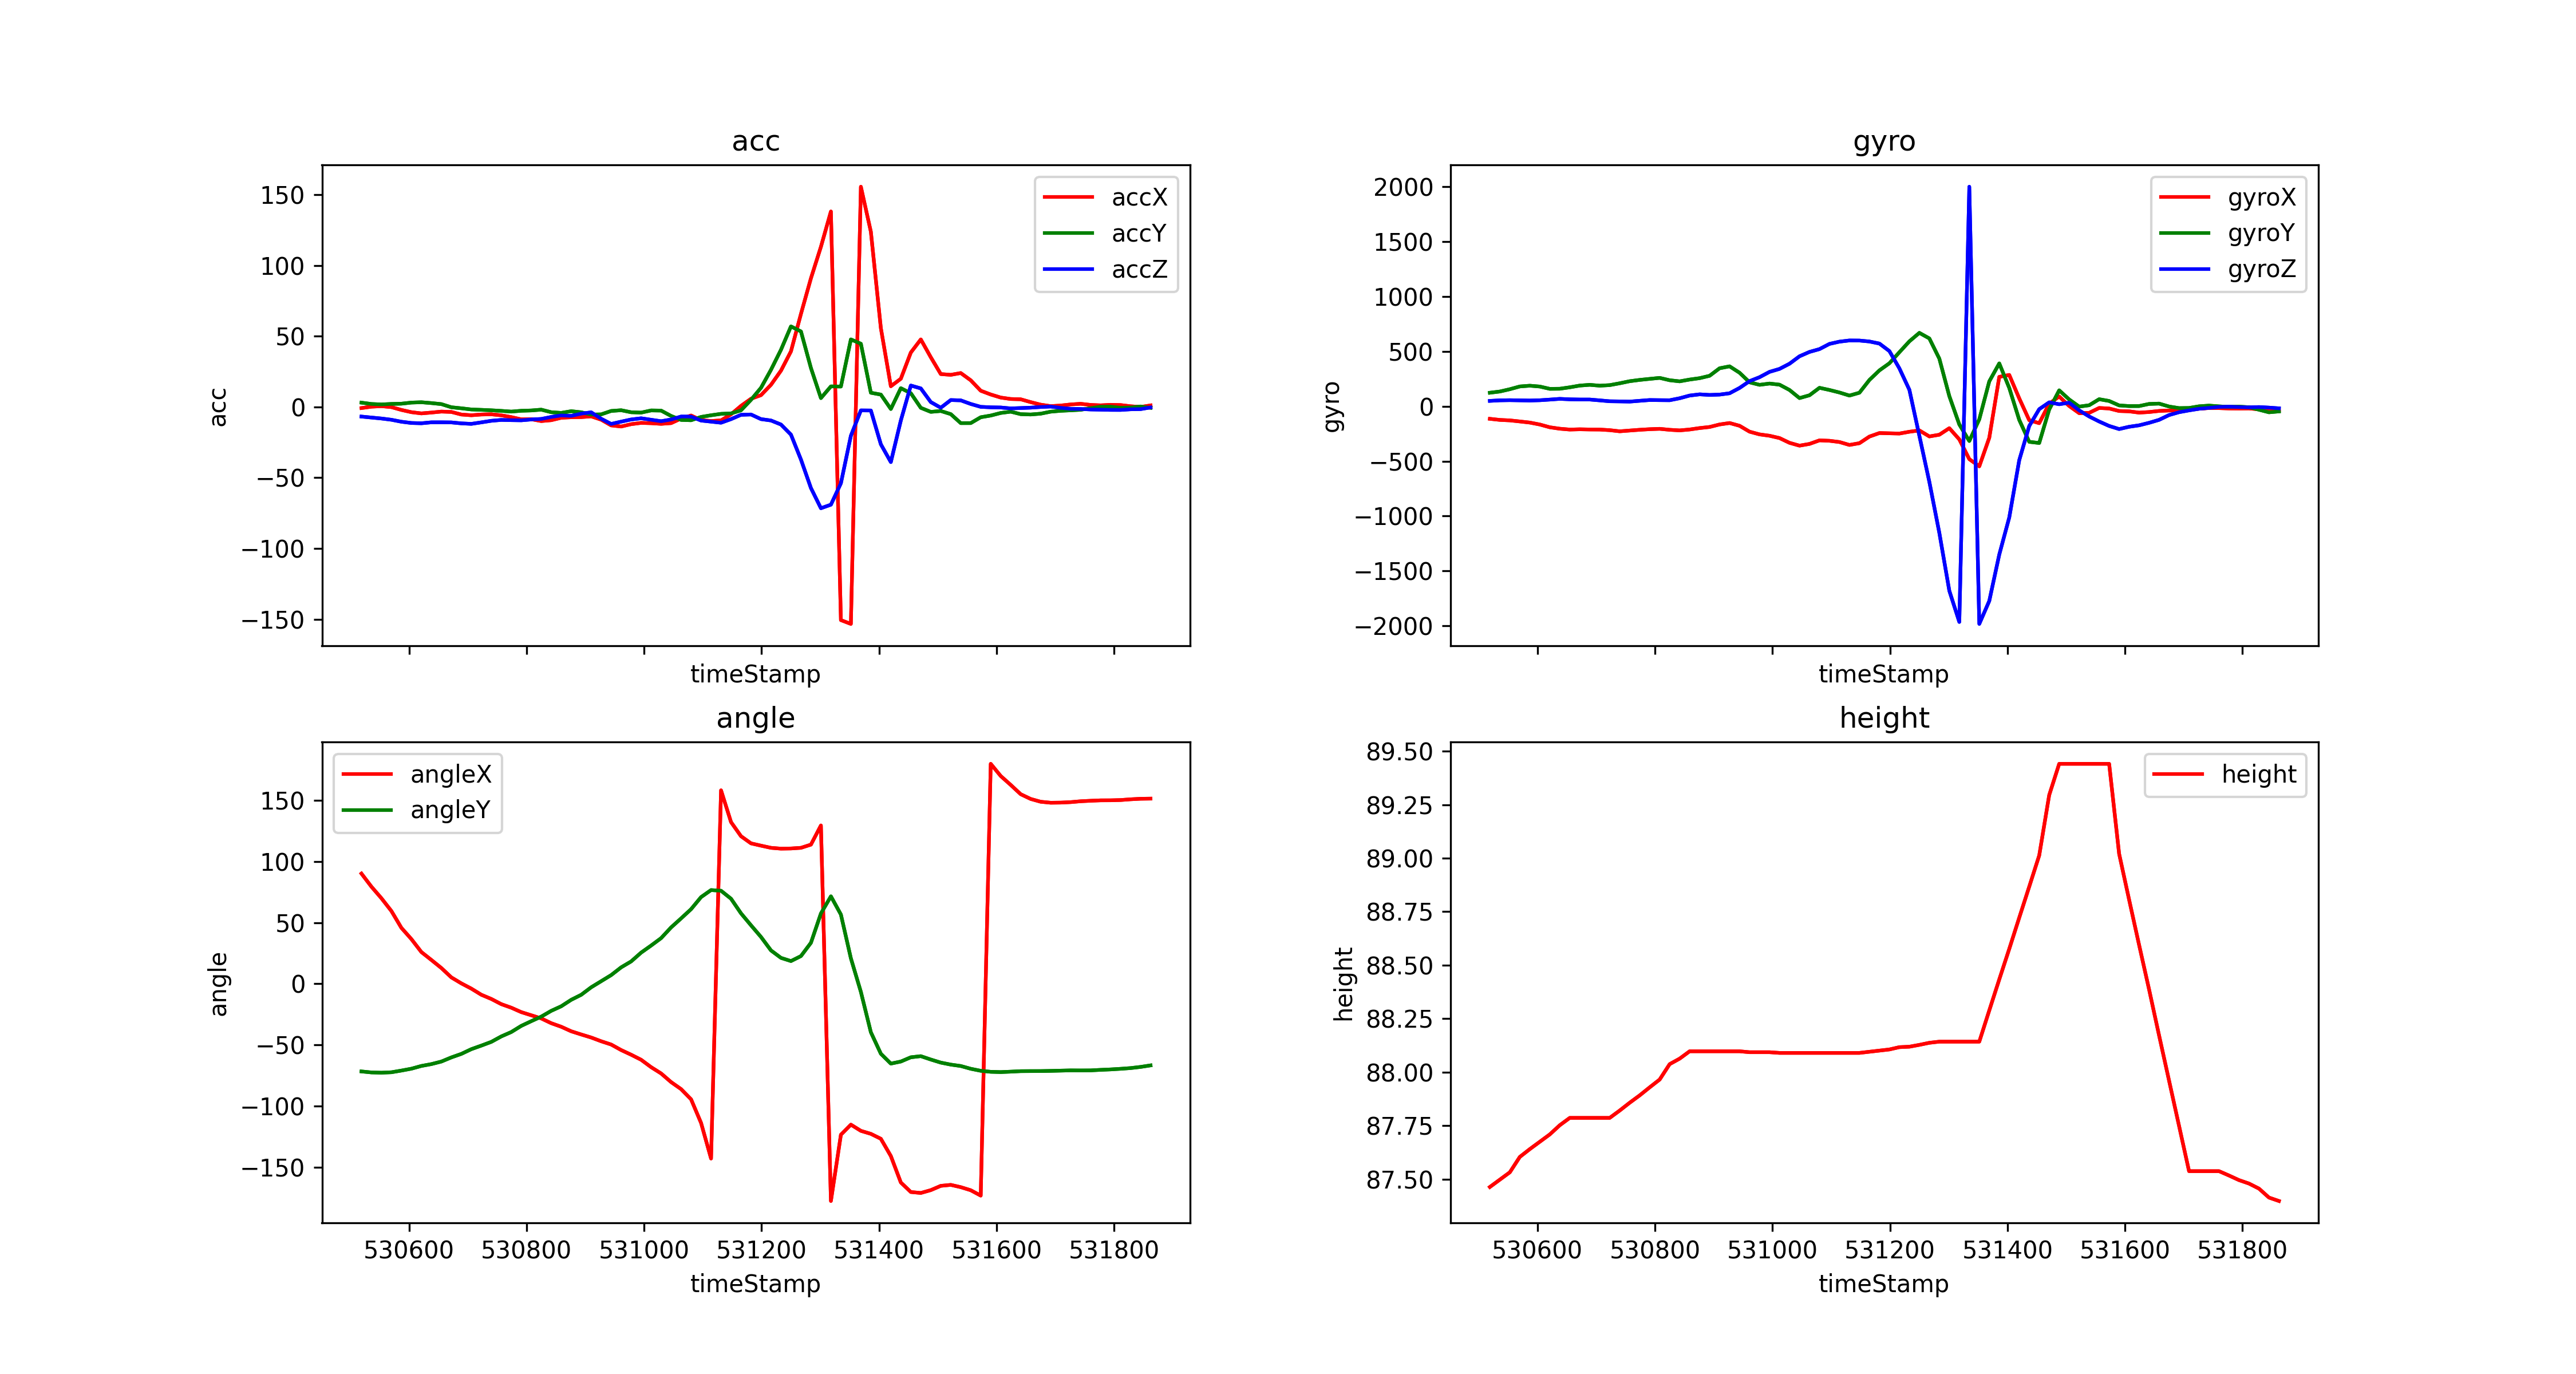 acc
150
100
50
0
−50
−100
−150
acc
timeStamp
accX
accY
accZ
gyro
2000
1500
1000
500
0
−500
−1000
−1500
−2000
gyro
timeStamp
gyroX
gyroY
gyroZ
angle
150
100
50
0
−50
−100
−150
angle
530600 530800 531000 531200 531400 531600 531800
timeStamp
angleX
angleY
height
89.50
89.25
89.00
88.75
88.50
88.25
88.00
87.75
87.50
height
530600 530800 531000 531200 531400 531600 531800
timeStamp
height